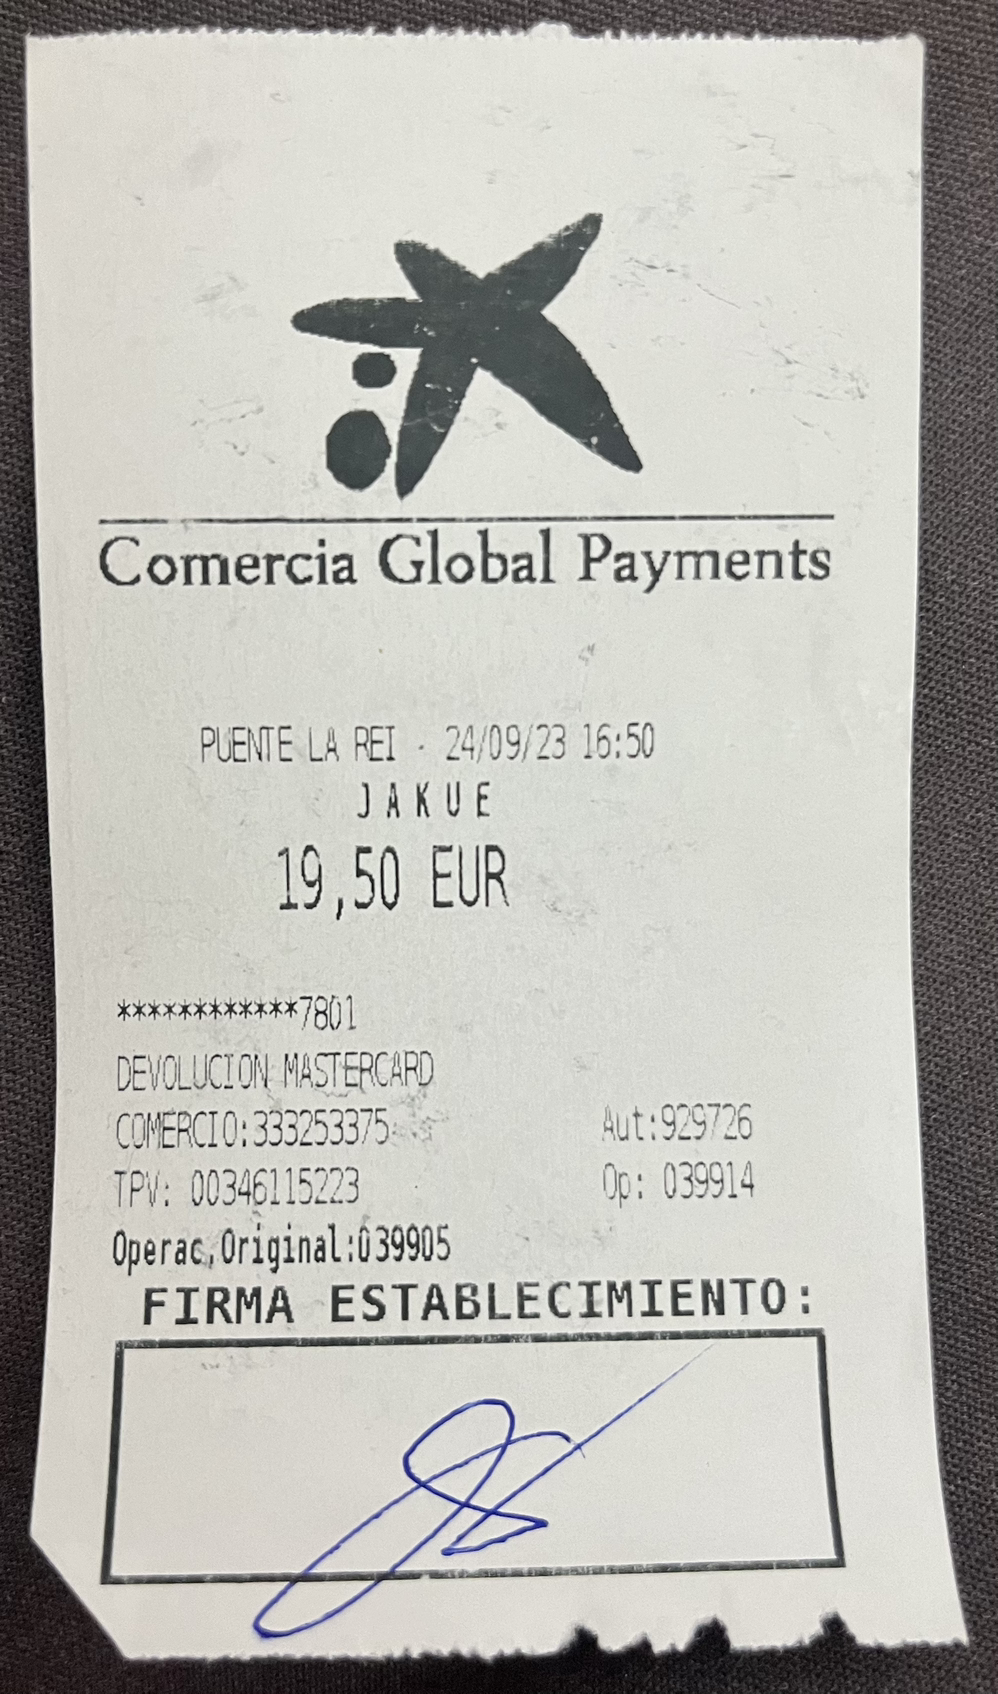 Comercia Global Payments
PUENTE LA REI - 24/09/23 16:50
JAKUE
19,50 EUR
************7801
DEVOLUCION MASTERCARD
COMERCIO:333253375 Aut:929726
TPV: 00346115223 Op: 039914
Operac.Original:039905
FIRMA ESTABLECIMIENTO: